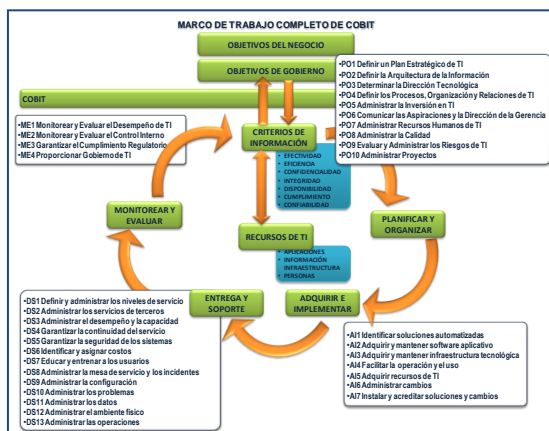 MARCO DE TRABAJO COMPLETO DE COBIT
OBJETIVOS DEL NEGOCIO
OBJETIVOS DE GOBIERNO
COBIT
PO1 Definir un Plan Estratégico de TI
PO2 Definir la Arquitectura de la Información
PO3 Determinar la Dirección Tecnológica
PO4 Definir los Procesos, Organización y Relaciones de TI
PO5 Administrar la Inversión en TI
PO6 Comunicar las Aspiraciones y la Dirección de la Gerencia
PO7 Administrar Recursos Humanos de TI
PO8 Administrar la Calidad
PO9 Evaluar y Administrar los Riesgos de TI
PO10 Administrar Proyectos
ME1 Monitorear y Evaluar el Desempeño de TI
ME2 Monitorear y Evaluar el Control Interno
ME3 Garantizar el Cumplimiento Regulatorio
ME4 Proporcionar Gobierno de TI
CRITERIOS DE
INFORMACIÓN
• EFECTIVIDAD
• EFICIENCIA
• CONFIDENCIALIDAD
• INTEGRIDAD
• DISPONIBILIDAD
• CUMPLIMIENTO
• CONFIABILIDAD
MONITOREAR Y
EVALUAR
PLANIFICAR Y
ORGANIZAR
RECURSOS DE TI
• APLICACIONES
• INFORMACIÓN
INFRAESTRUCTURA
• PERSONAS
ENTREGA Y
SOPORTE
ADQUIRIR E
IMPLEMENTAR
DS1 Definir y administrar los niveles de servicio
DS2 Administrar los servicios de terceros
DS3 Administrar el desempeño y la capacidad
DS4 Garantizar la continuidad del servicio
DS5 Garantizar la seguridad de los sistemas
DS6 Identificar y asignar costos
DS7 Educar y entrenar a los usuarios
DS8 Administrar la mesa de servicio y los incidentes
DS9 Administrar la configuración
DS10 Administrar los problemas
DS11 Administrar los datos
DS12 Administrar el ambiente físico
DS13 Administrar las operaciones
AI1 Identificar soluciones automatizadas
AI2 Adquirir y mantener software aplicativo
AI3 Adquirir y mantener infraestructura tecnológica
AI4 Facilitar la operación y el uso
AI5 Adquirir recursos de TI
AI6 Administrar cambios
AI7 Instalar y acreditar soluciones y cambios